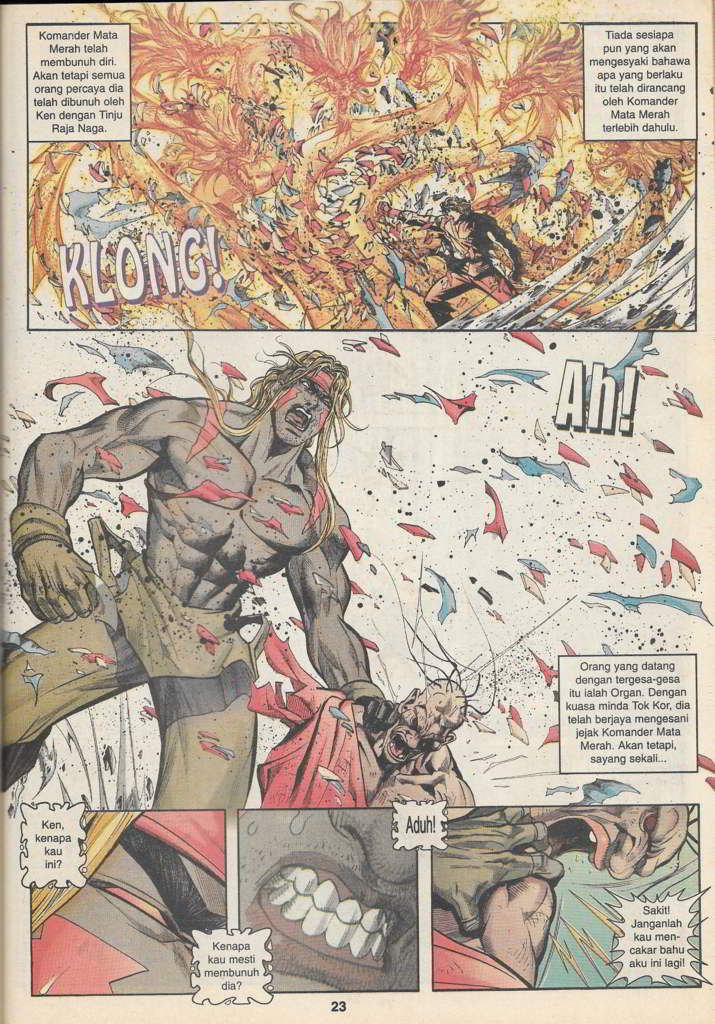 Komander Mata
Merah telah
membunuh diri.
Akan tetapi semua
orang percaya dia
telah dibunuh oleh
Ken dengan Tinju
Raja Naga.
Tiada sesiapa
pun yang akan
mengesyaki bahawa
apa yang berlaku
itu telah dirancang
oleh Komander
Mata Merah
terlebih dahulu.
KLONG!
Ah!
Orang yang datang
dengan tergesa-gesa
itu ialah Organ. Dengan
kuasa minda Tok Kor, dia
telah berjaya mengesani
jejak Komander Mata
Merah. Akan tetapi,
sayang sekali...
Ken,
kenapa
kau
ini?
Kenapa
kau mesti
membunuh
dia?
Aduh!
Sakit!
Janganlah
kau men-
cakar bahu
aku ini lagi!
23